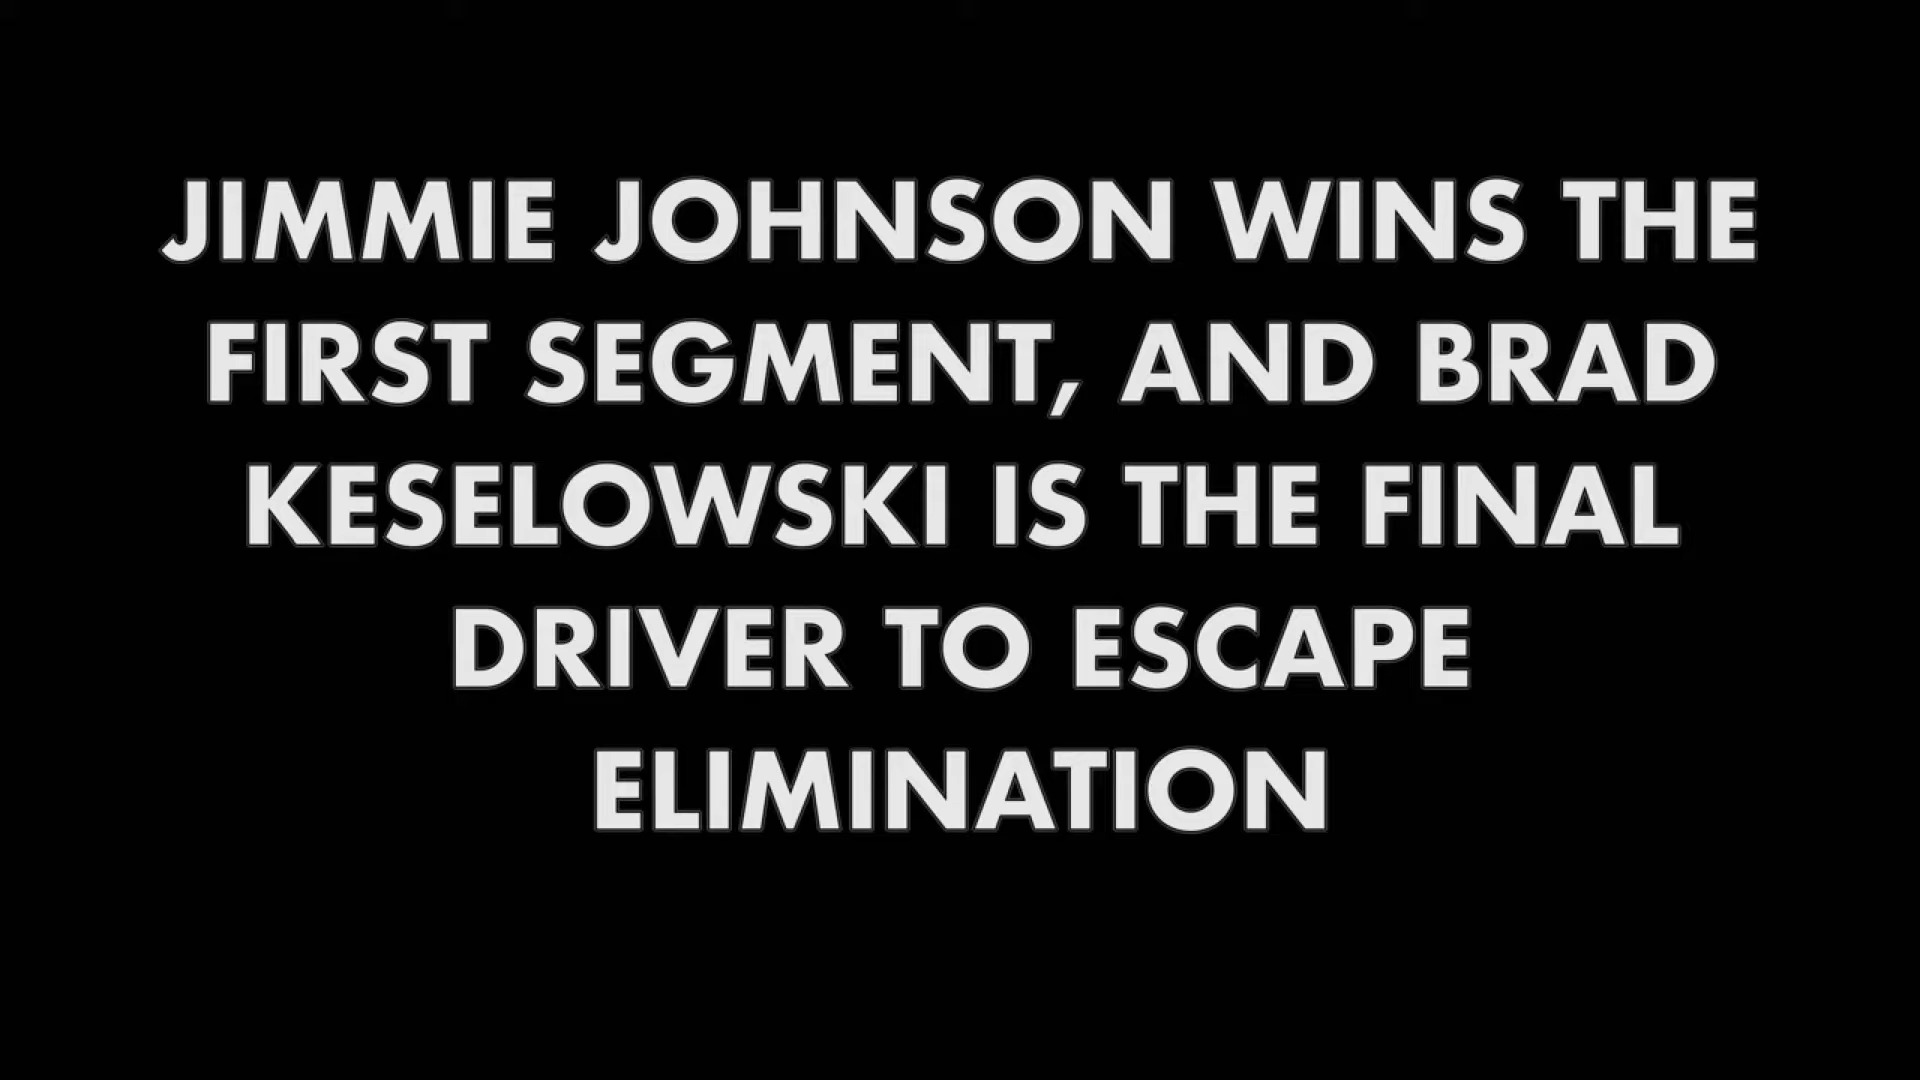 JIMMIE JOHNSON WINS THE
FIRST SEGMENT, AND BRAD
KESELOWSKI IS THE FINAL
DRIVER TO ESCAPE
ELIMINATION